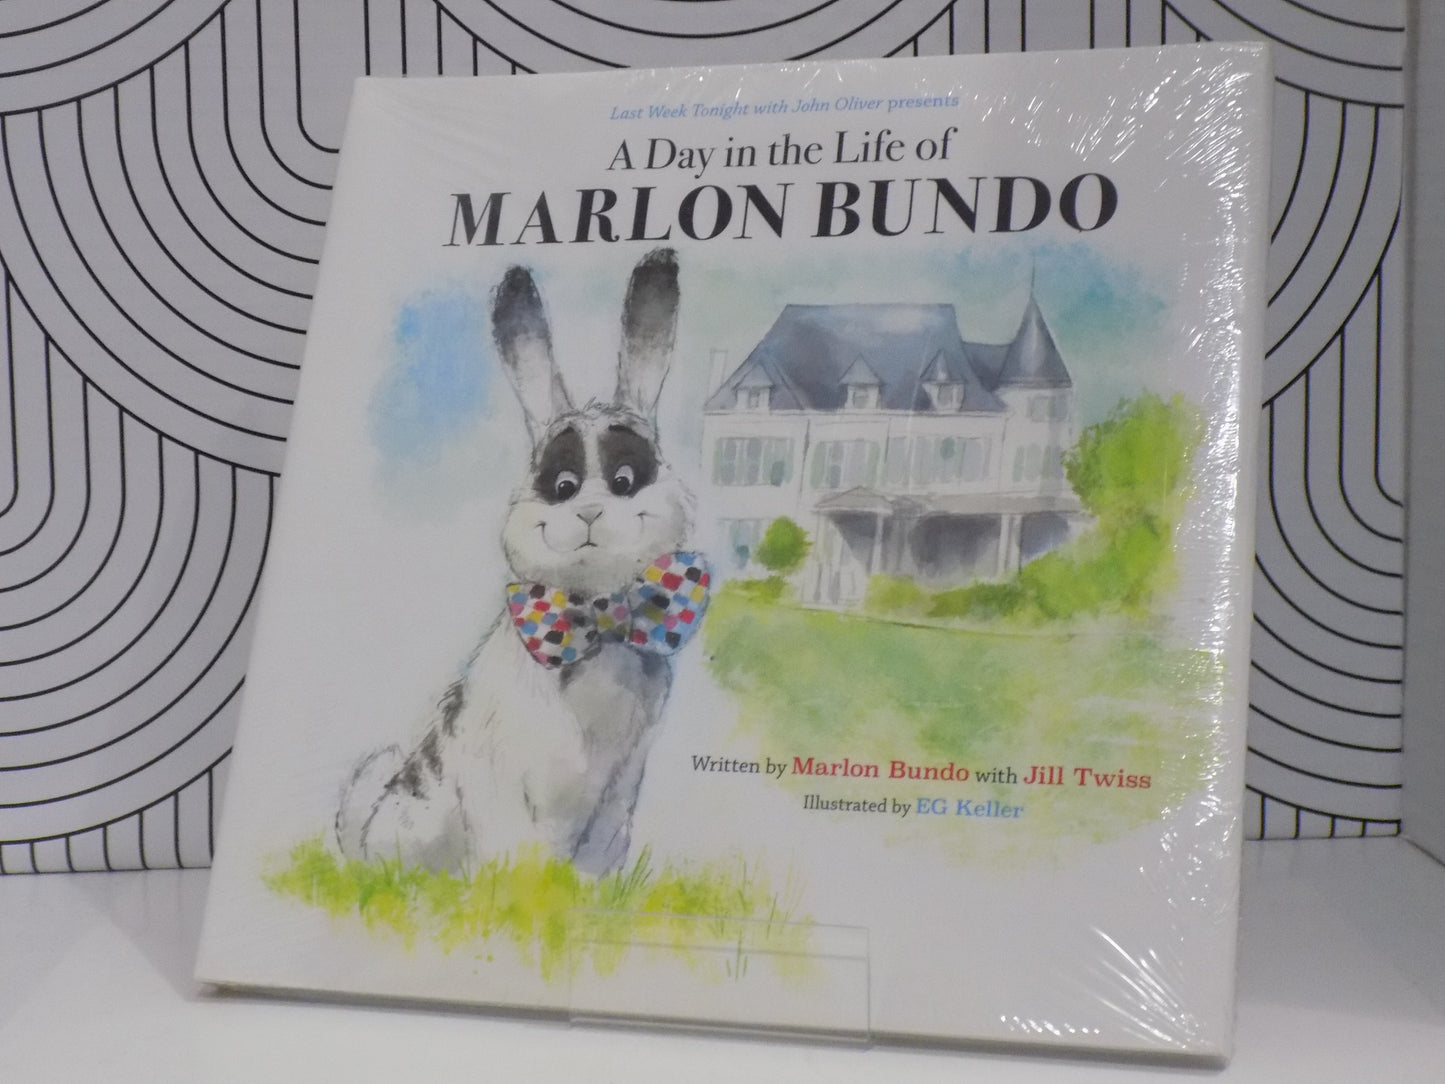 Last Week Tonight with John Oliver presents
A Day in the Life of
MARLON BUNDO
Written by Marlon Bundo with Jill Twiss
Illustrated by EG Keller